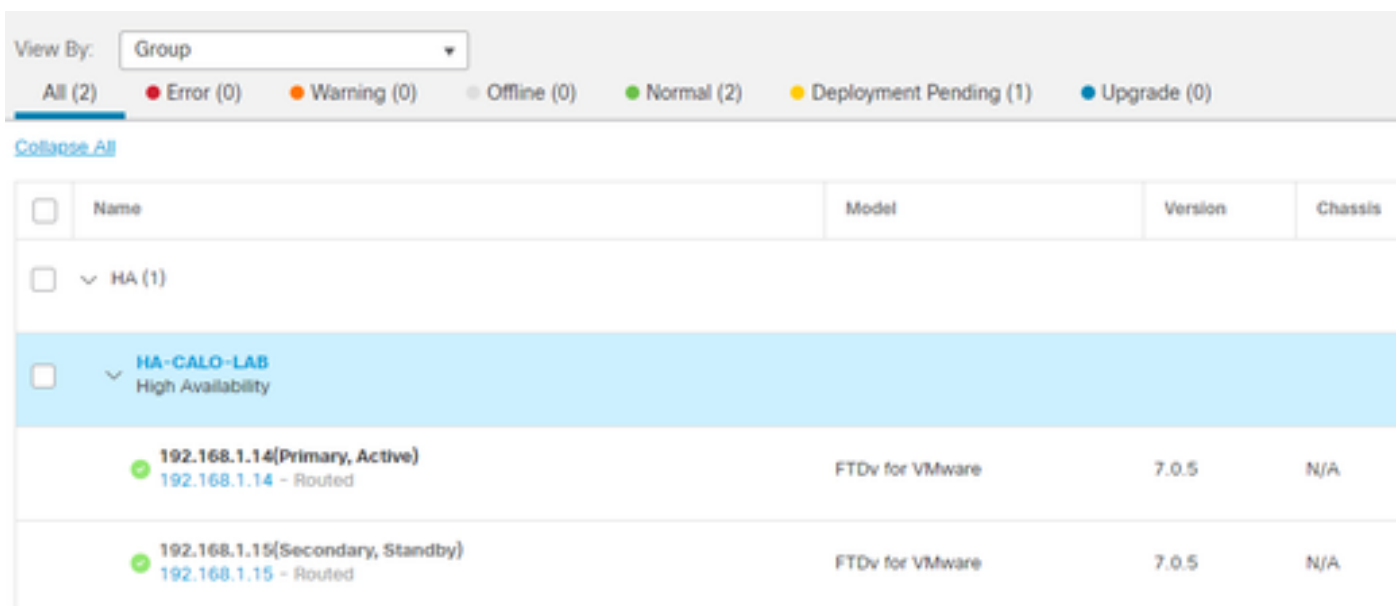 View By: Group
All (2) Error (0) Warning (0) Offline (0) Normal (2) Deployment Pending (1) Upgrade (0)
Collapse All
Name Model Version Chassis
HA (1)
HA-CALO-LAB
High Availability
192.168.1.14(Primary, Active)
192.168.1.14 - Routed
FTDv for VMware 7.0.5 N/A
192.168.1.15(Secondary, Standby)
192.168.1.15 - Routed
FTDv for VMware 7.0.5 N/A